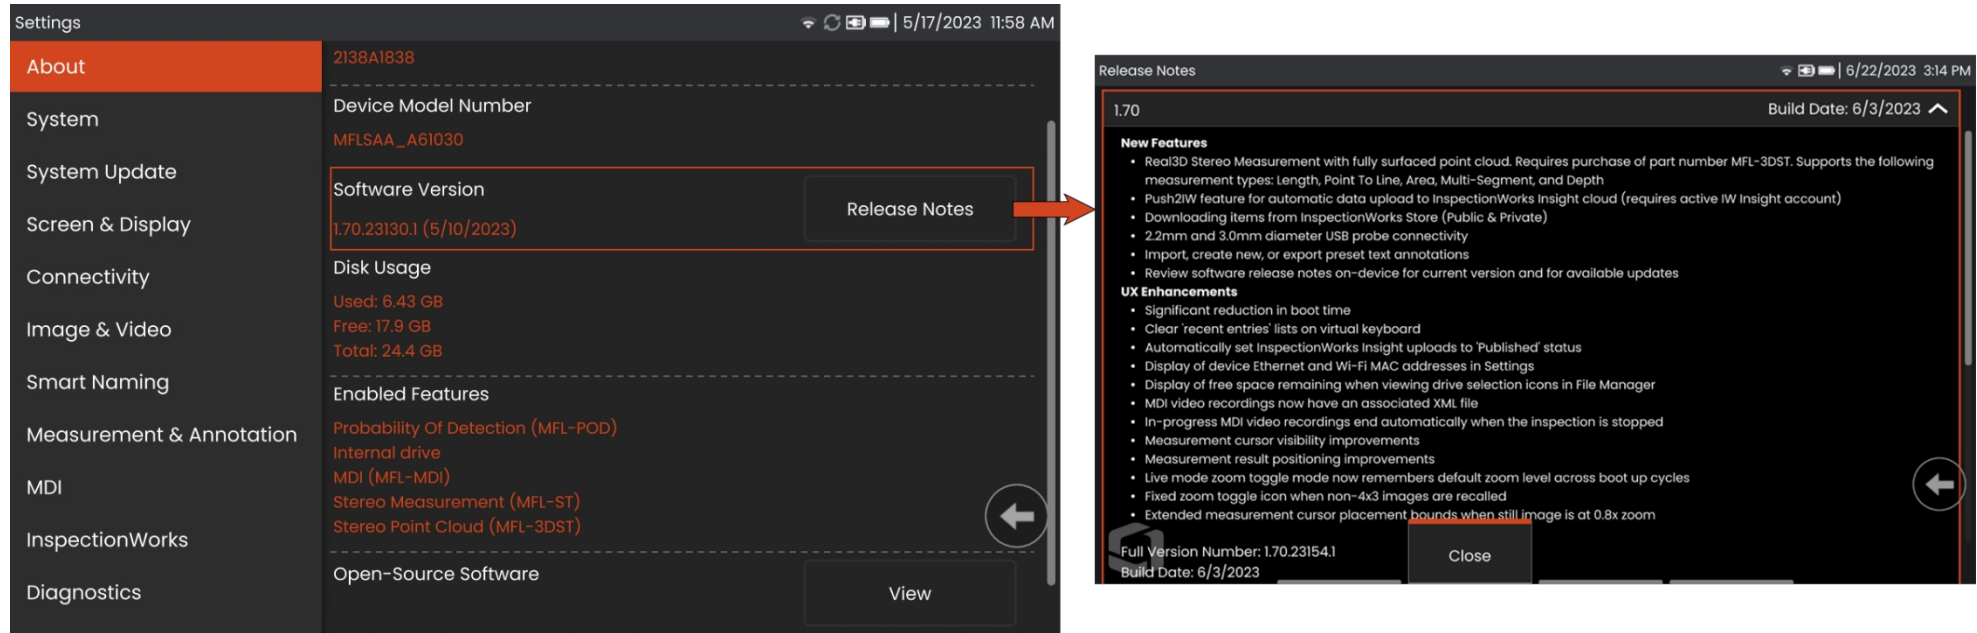 Settings
5/17/2023 11:58 AM
About
System
System Update
Screen & Display
Connectivity
Image & Video
Smart Naming
Measurement & Annotation
MDI
InspectionWorks
Diagnostics
2138A1838
Device Model Number
MFLSAA_A61030
Software Version
1.70.23130.1 (5/10/2023)
Release Notes
Disk Usage
Used: 6.43 GB
Free: 17.9 GB
Total: 24.4 GB
Enabled Features
Probability Of Detection (MFL-POD)
Internal drive
MDI (MFL-MDI)
Stereo Measurement (MFL-ST)
Stereo Point Cloud (MFL-3DST)
Open-Source Software
View
Release Notes
6/22/2023 3:14 PM
1.70
Build Date: 6/3/2023
New Features
• Real3D Stereo Measurement with fully surfaced point cloud. Requires purchase of part number MFL-3DST. Supports the following
measurement types: Length, Point To Line, Area, Multi-Segment, and Depth
• Push2IW feature for automatic data upload to InspectionWorks Insight cloud (requires active IW Insight account)
• Downloading items from InspectionWorks Store (Public & Private)
• 2.2mm and 3.0mm diameter USB probe connectivity
• Import, create new, or export preset text annotations
• Review software release notes on-device for current version and for available updates
UX Enhancements
• Significant reduction in boot time
• Clear 'recent entries' lists on virtual keyboard
• Automatically set InspectionWorks Insight uploads to 'Published' status
• Display of device Ethernet and Wi-Fi MAC addresses in Settings
• Display of free space remaining when viewing drive selection icons in File Manager
• MDI video recordings now have an associated XML file
• In-progress MDI video recordings end automatically when the inspection is stopped
• Measurement cursor visibility improvements
• Measurement result positioning improvements
• Live mode zoom toggle mode now remembers default zoom level across boot up cycles
• Fixed zoom toggle icon when non-4x3 images are recalled
• Extended measurement cursor placement bounds when still image is at 0.8x zoom
Full Version Number: 1.70.23154.1
Build Date: 6/3/2023
Close